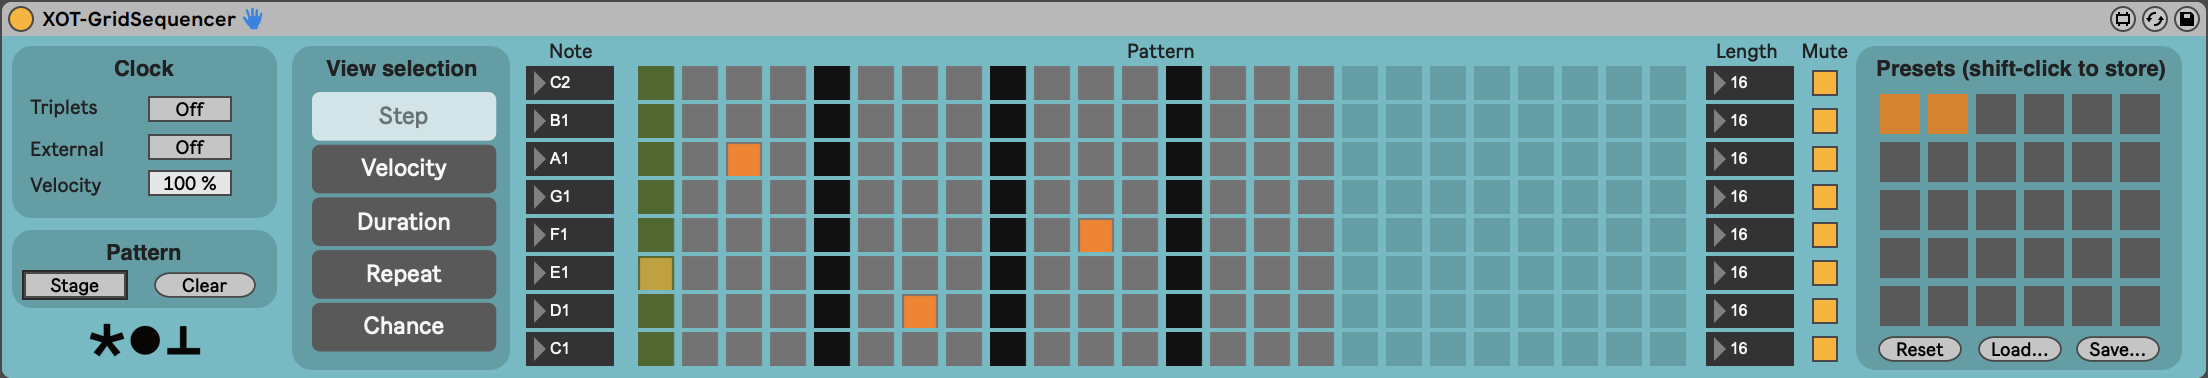 XOT-GridSequencer
Clock
Triplets Off
External Off
Velocity 100 %
Pattern
Stage Clear
View selection
Step
Velocity
Duration
Repeat
Chance
Note Pattern Length Mute
C2 16
B1 16
A1 16
G1 16
F1 16
E1 16
D1 16
C1 16
Presets (shift-click to store)
Reset Load... Save...